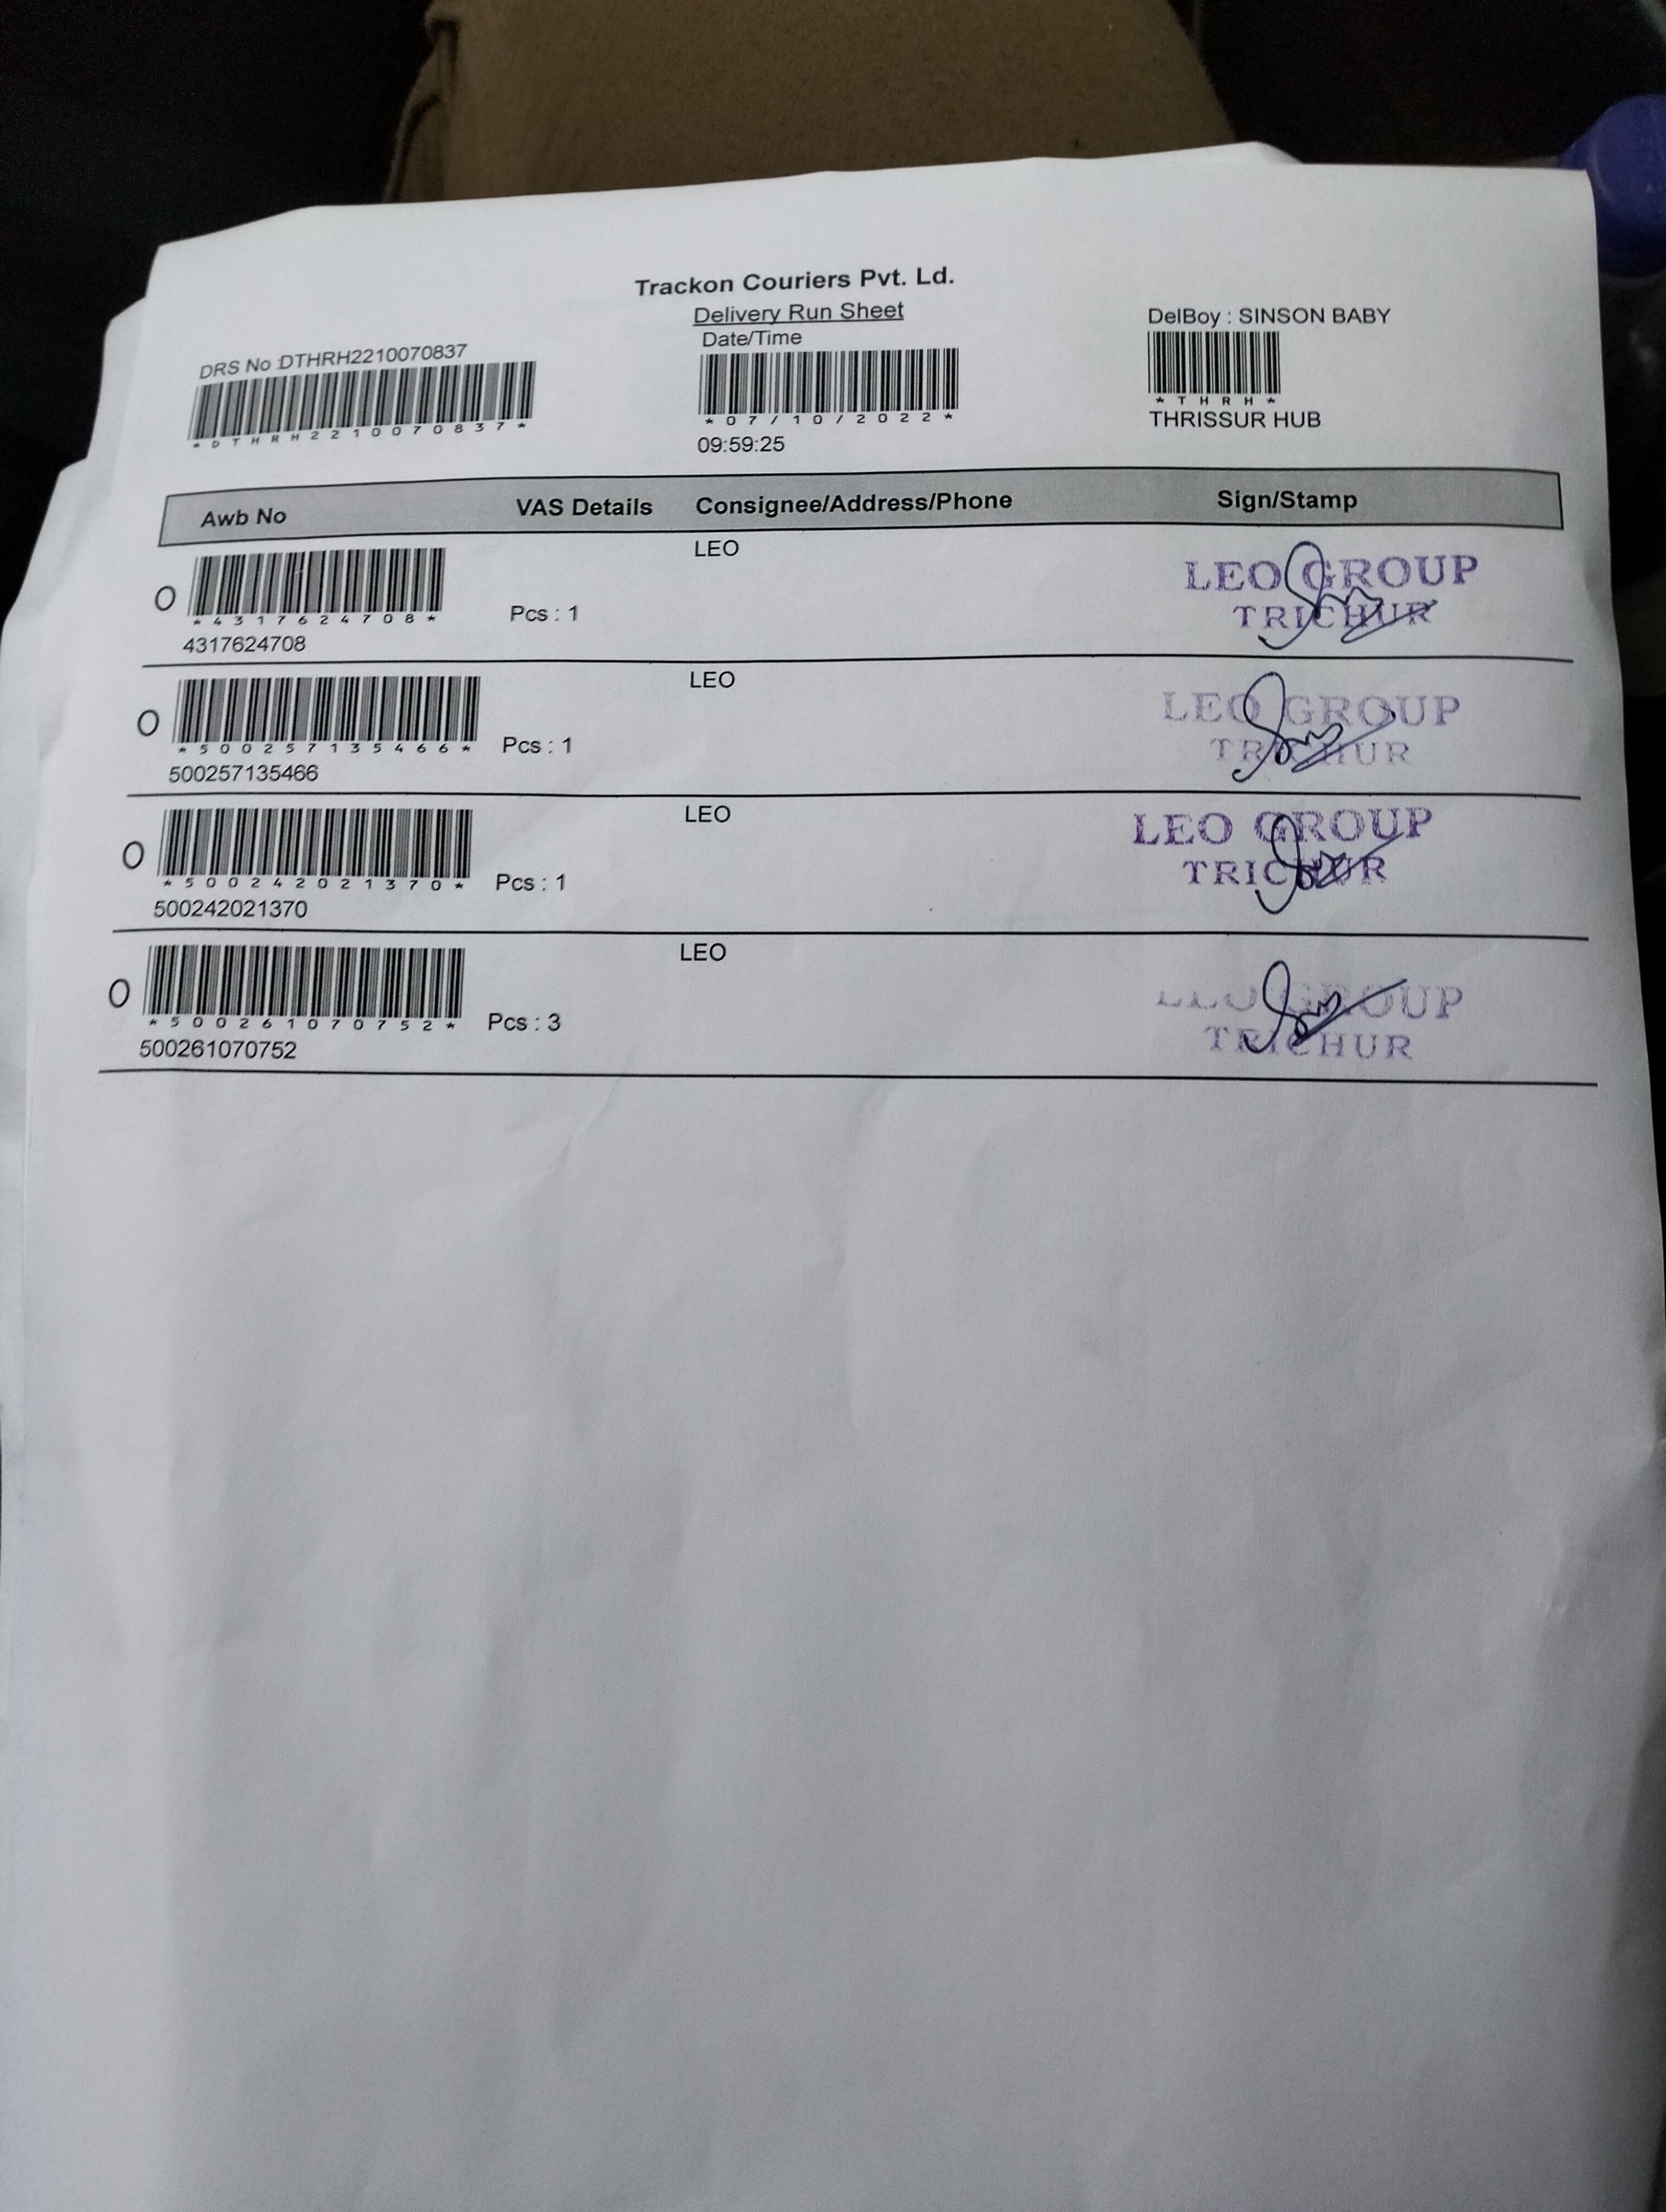 Trackon Couriers Pvt. Ld.
Delivery Run Sheet
DRS No :DTHRH2210070837
*DTHRH2210070837*
Date/Time
*07/10/2022*
09:59:25
DelBoy : SINSON BABY
*THRH*
THRISSUR HUB
Awb No VAS Details Consignee/Address/Phone Sign/Stamp
O *4317624708* Pcs : 1 LEO
4317624708
LEO GROUP
TRICHUR
O *500257135466* Pcs : 1 LEO
500257135466
LEO GROUP
TRICHUR
O *500242021370* Pcs : 1 LEO
500242021370
LEO GROUP
TRICHUR
O *500261070752* Pcs : 3 LEO
500261070752
LEO GROUP
TRICHUR